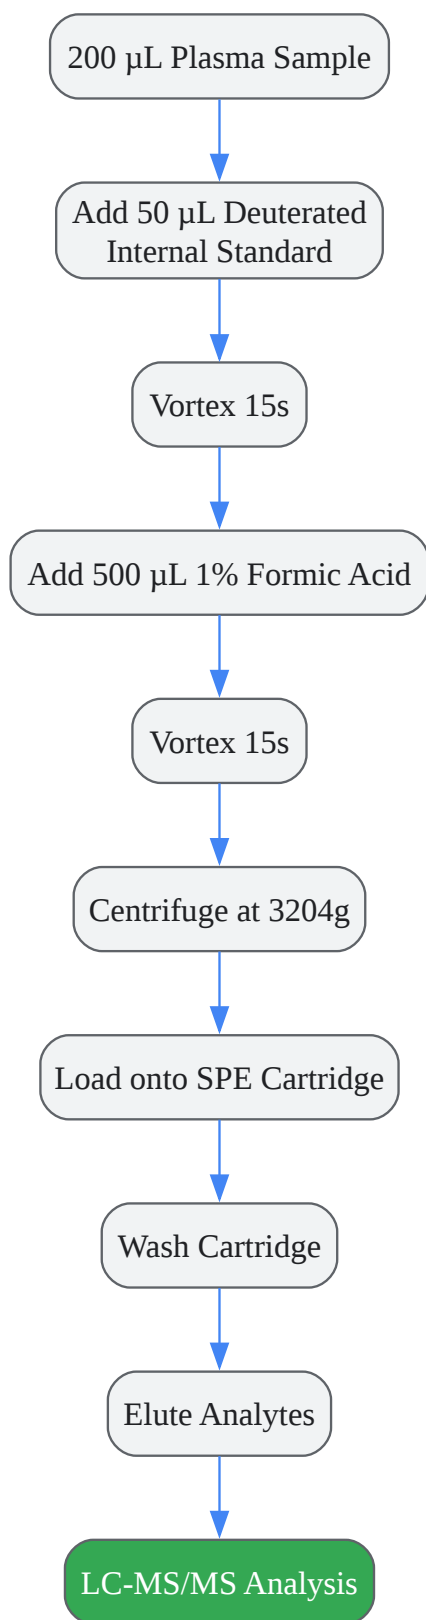 200 µL Plasma Sample
Add 50 µL Deuterated
Internal Standard
Vortex 15s
Add 500 µL 1% Formic Acid
Vortex 15s
Centrifuge at 3204g
Load onto SPE Cartridge
Wash Cartridge
Elute Analytes
LC-MS/MS Analysis